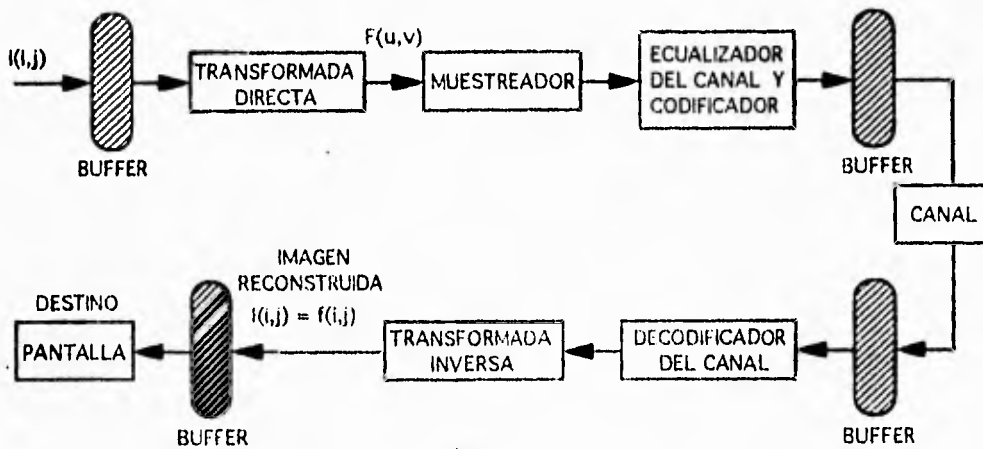 I(i,j)
BUFFER
TRANSFORMADA
DIRECTA
F(u,v)
MUESTREADOR
ECUALIZADOR
DEL CANAL Y
CODIFICADOR
BUFFER
CANAL
BUFFER
DECODIFICADOR
DEL CANAL
TRANSFORMADA
INVERSA
IMAGEN
RECONSTRUIDA
I(i,j) = f(i,j)
BUFFER
DESTINO
PANTALLA